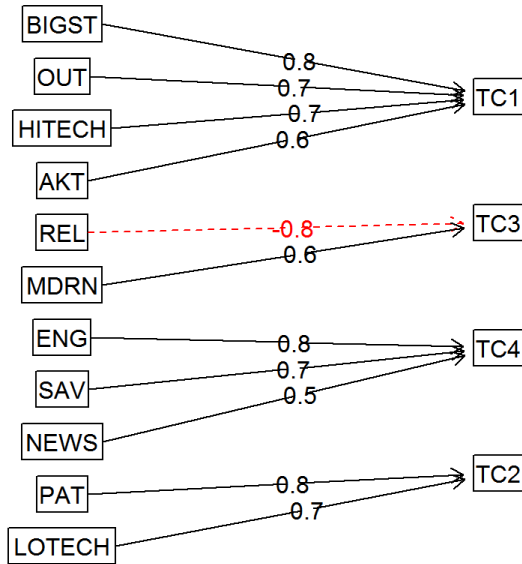 BIGST
0.8
OUT
0.7
TC1
HITECH
0.7
0.6
AKT
REL
-0.8
TC3
0.6
MDRN
ENG
0.8
TC4
SAV
0.7
0.5
NEWS
PAT
0.8
TC2
0.7
LOTECH